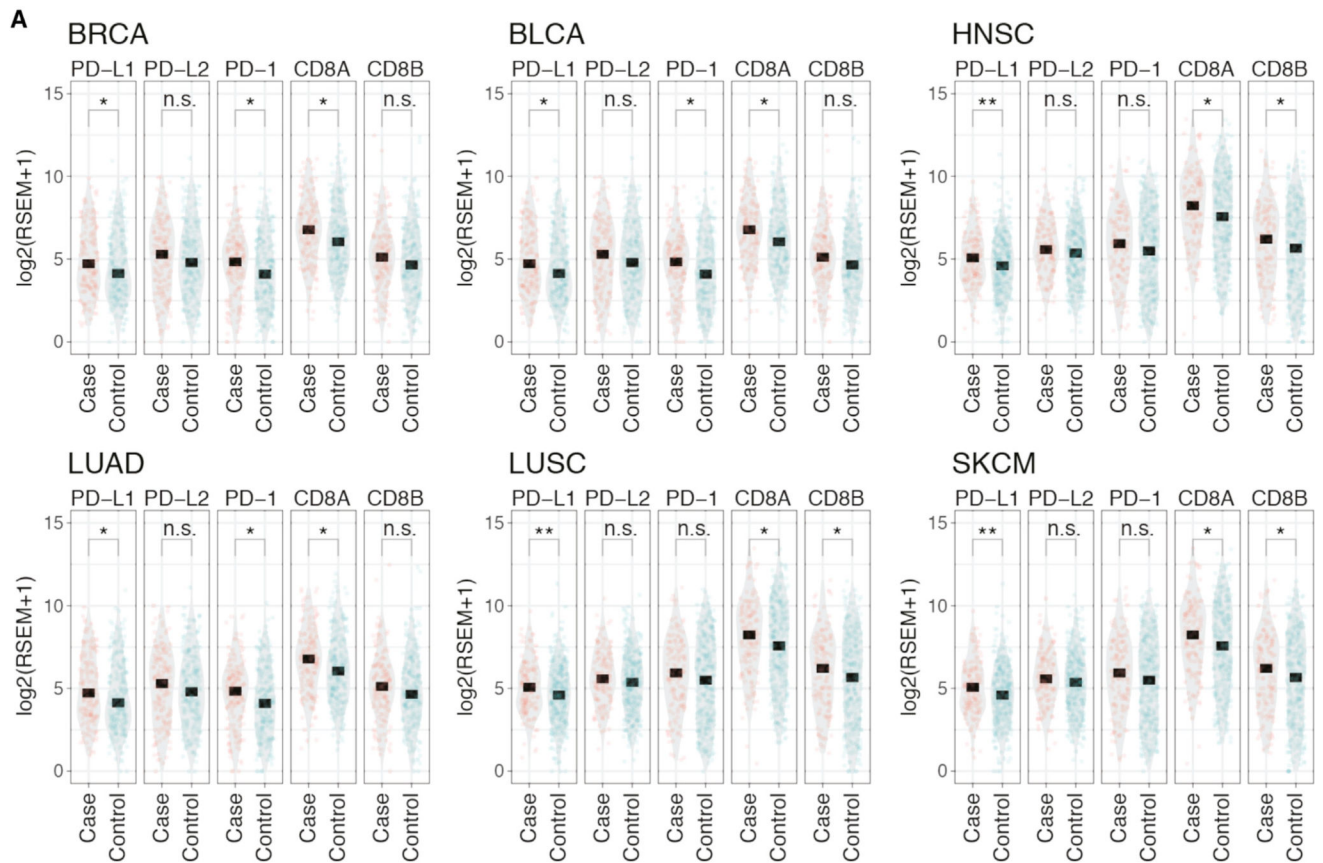 A
BRCA
BLCA
HNSC
PD-L1 PD-L2 PD-1 CD8A CD8B
PD-L1 PD-L2 PD-1 CD8A CD8B
PD-L1 PD-L2 PD-1 CD8A CD8B
* n.s. * * n.s.
* n.s. * * n.s.
** n.s. n.s. * *
15
10
5
0
log2(RSEM+1)
15
10
5
0
log2(RSEM+1)
15
10
5
0
log2(RSEM+1)
Case Control Case Control Case Control Case Control Case Control
Case Control Case Control Case Control Case Control Case Control
Case Control Case Control Case Control Case Control Case Control
LUAD
LUSC
SKCM
PD-L1 PD-L2 PD-1 CD8A CD8B
PD-L1 PD-L2 PD-1 CD8A CD8B
PD-L1 PD-L2 PD-1 CD8A CD8B
* n.s. * * n.s.
** n.s. n.s. * *
** n.s. n.s. * *
15
10
5
0
log2(RSEM+1)
15
10
5
0
log2(RSEM+1)
15
10
5
0
log2(RSEM+1)
Case Control Case Control Case Control Case Control Case Control
Case Control Case Control Case Control Case Control Case Control
Case Control Case Control Case Control Case Control Case Control